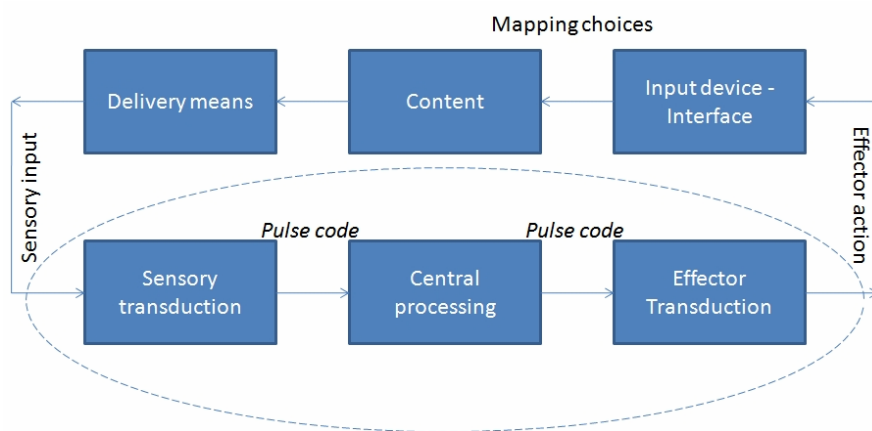 Mapping choices
Delivery means
Content
Input device -
Interface
Sensory input
Effector action
Pulse code
Pulse code
Sensory
transduction
Central
processing
Effector
Transduction